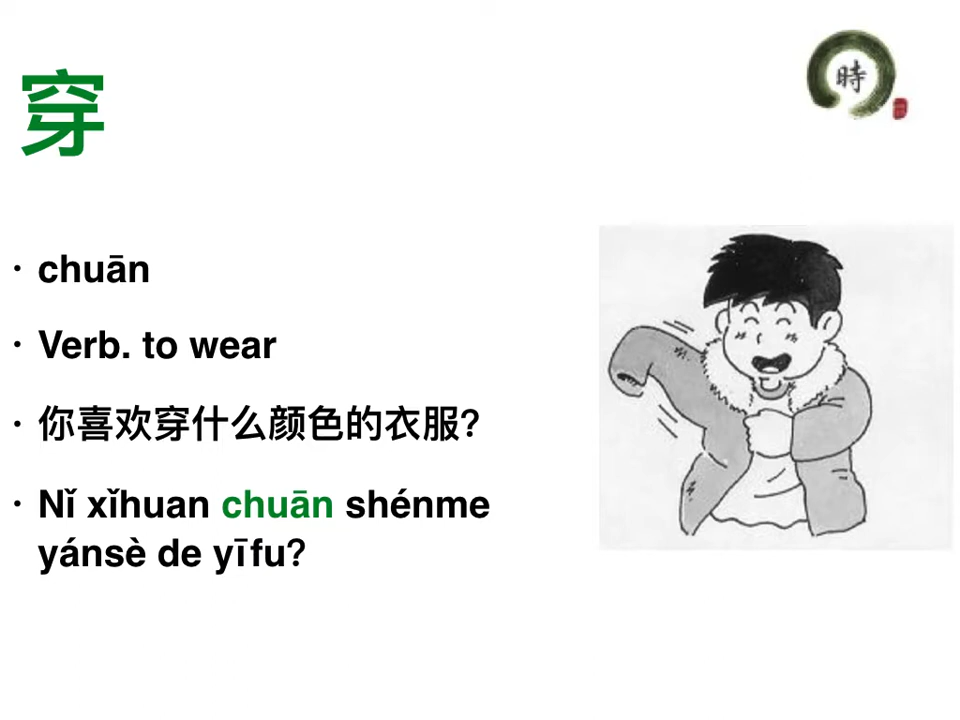 穿
時
• chuān
• Verb. to wear
• 你喜欢穿什么颜色的衣服？
• Nǐ xǐhuan chuān shénme
yánsè de yīfu?